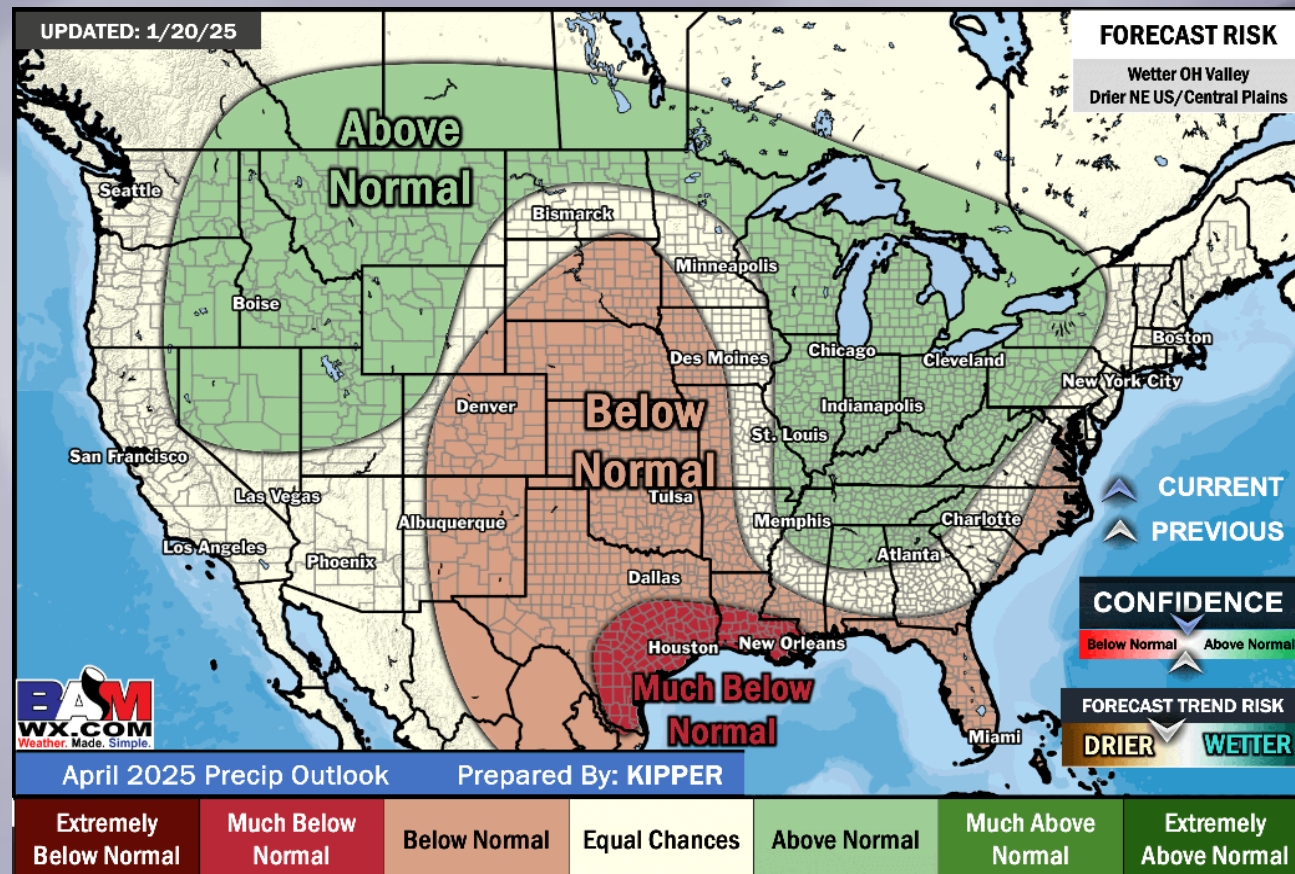 UPDATED: 1/20/25
FORECAST RISK
Wetter OH Valley
Drier NE US/Central Plains
Above
Normal
Seattle
Bismarck
Minneapolis
Boise
Boston
Des Moines
Chicago
Cleveland
New York City
Denver
Below
Normal
Indianapolis
St. Louis
San Francisco
Las Vegas
Tulsa
Albuquerque
Memphis
Charlotte
Los Angeles
Phoenix
Atlanta
Dallas
CURRENT
PREVIOUS
CONFIDENCE
Below Normal
Above Normal
Houston
New Orleans
Much Below
Normal
Miami
FORECAST TREND RISK
DRIER
WETTER
BAM
WX.COM
Weather. Made. Simple.
April 2025 Precip Outlook Prepared By: KIPPER
Extremely
Below Normal
Much Below
Normal
Below Normal
Equal Chances
Above Normal
Much Above
Normal
Extremely
Above Normal